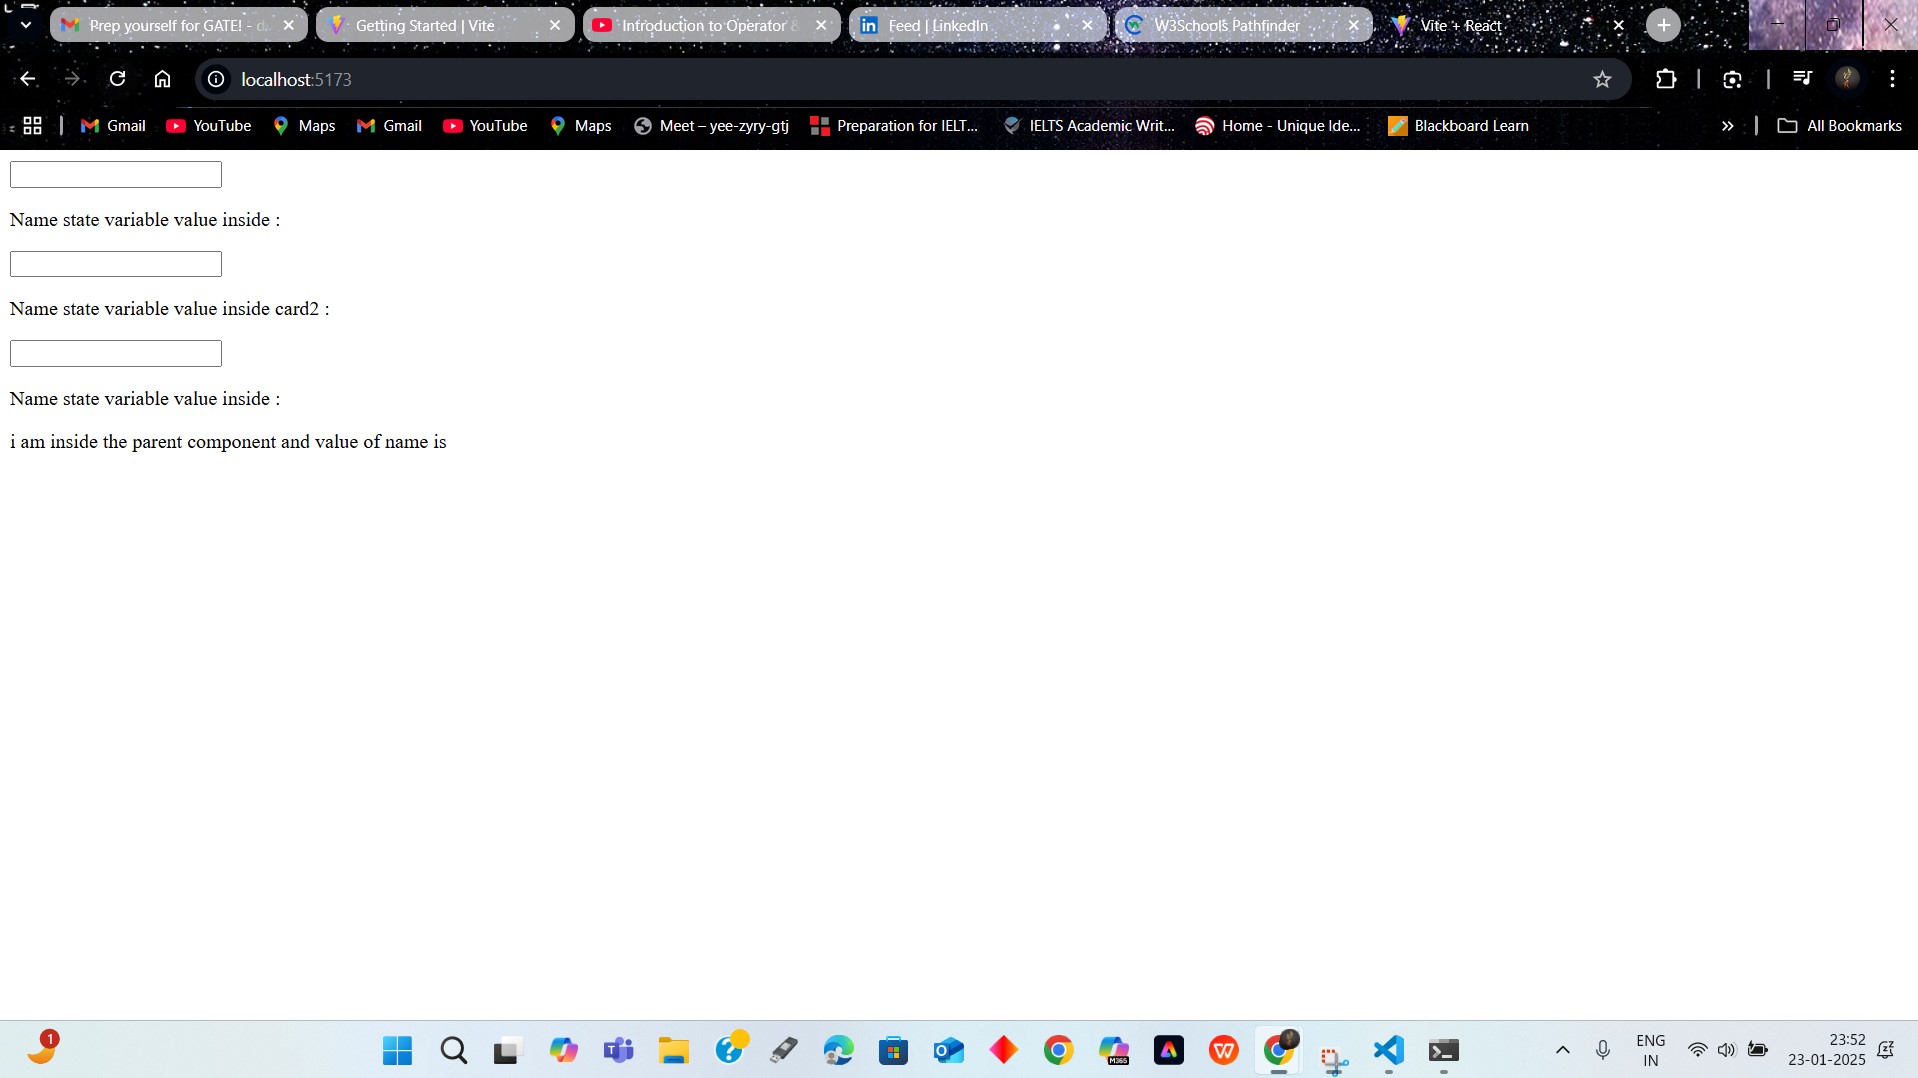 Prep yourself for GATE! - d
Getting Started | Vite
Introduction to Operator &
Feed | LinkedIn
W3Schools Pathfinder
Vite + React
localhost:5173
Gmail
YouTube
Maps
Gmail
YouTube
Maps
Meet – yee-zyry-gtj
Preparation for IELT...
IELTS Academic Writ...
Home - Unique Ide...
Blackboard Learn
All Bookmarks
Name state variable value inside :
Name state variable value inside card2 :
Name state variable value inside :
i am inside the parent component and value of name is
1
M365
ENG
IN
23:52
23-01-2025